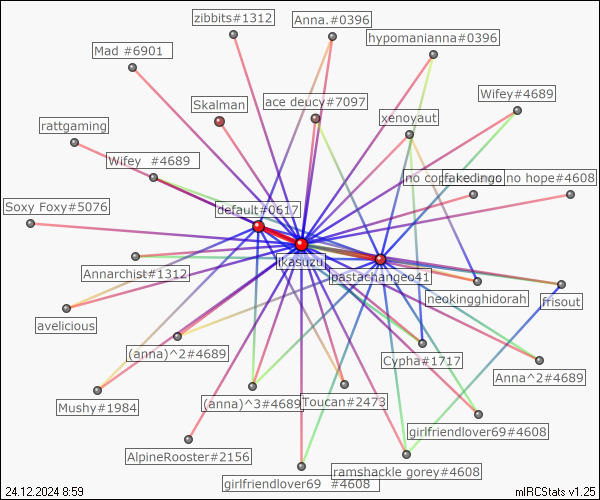 zibbits#1312
Anna.#0396
hypomanianna#0396
Mad #6901
Wifey#4689
Skalman
ace deucy#7097
xenoyaut
rattgaming
Wifey  #4689
no hope#4608
Soxy Foxy#5076
default#0617
ikasuzu
pastachangeo41
Annarchist#1312
neokingghidorah
frisout
avelicious
(anna)^2#4689
Cypha#1717
Anna^2#4689
Mushy#1984
(anna)^3#4689
Toucan#2473
girlfriendlover69#4608
AlpineRooster#2156
ramshackle gorey#4608
girlfriendlover69  #4608
24.12.2024 8:59
mIRCStats v1.25